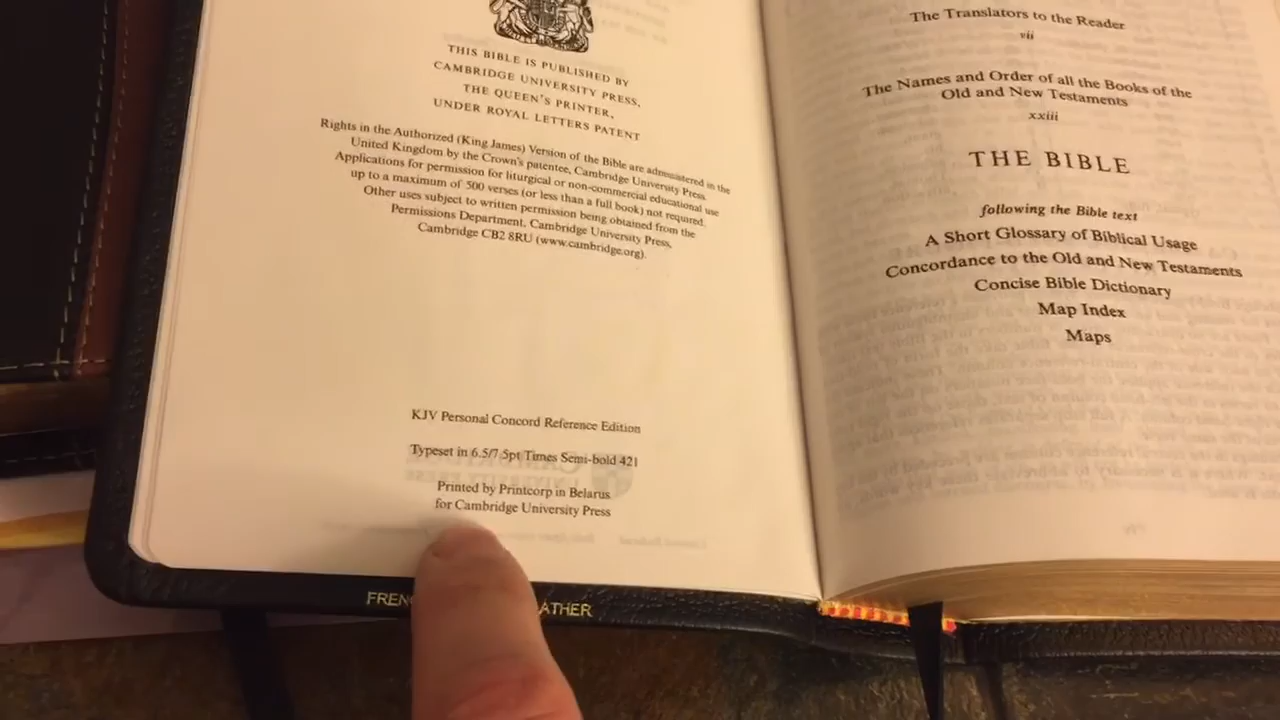 THIS BIBLE IS PUBLISHED BY
CAMBRIDGE UNIVERSITY PRESS,
THE QUEEN'S PRINTER,
UNDER ROYAL LETTERS PATENT
Rights in the Authorized (King James) Version of the Bible are administered in the
United Kingdom by the Crown's patentee, Cambridge University Press.
Applications for permission for liturgical or non-commercial educational use
up to a maximum of 500 verses (or less than a full book) not required.
Other uses subject to written permission being obtained from the
Permissions Department, Cambridge University Press,
Cambridge CB2 8RU (www.cambridge.org).
KJV Personal Concord Reference Edition
Typeset in 6.5/7.5pt Times Semi-bold 421
Printed by Printcorp in Belarus
for Cambridge University Press
The Translators to the Reader
vii
The Names and Order of all the Books of the
Old and New Testaments
xxiii
THE BIBLE
following the Bible text
A Short Glossary of Biblical Usage
Concordance to the Old and New Testaments
Concise Bible Dictionary
Map Index
Maps